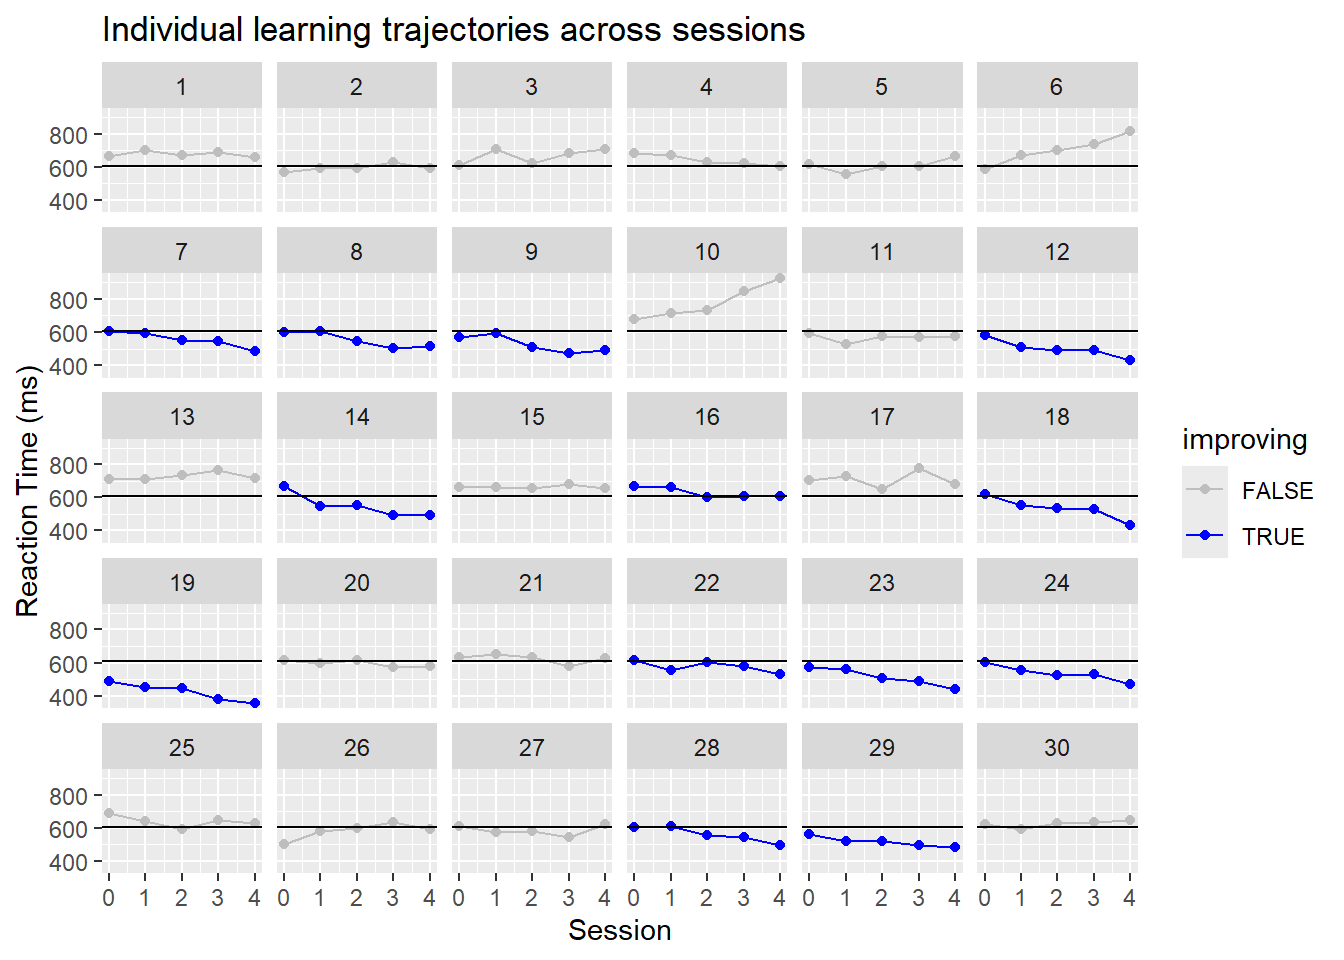 Individual learning trajectories across sessions
1 2 3 4 5 6
800
600
400
7 8 9 10 11 12
800
600
400
13 14 15 16 17 18
800
600
400
19 20 21 22 23 24
800
600
400
25 26 27 28 29 30
800
600
400
0 1 2 3 4 0 1 2 3 4 0 1 2 3 4 0 1 2 3 4 0 1 2 3 4 0 1 2 3 4
Session
Reaction Time (ms)
improving
FALSE
TRUE